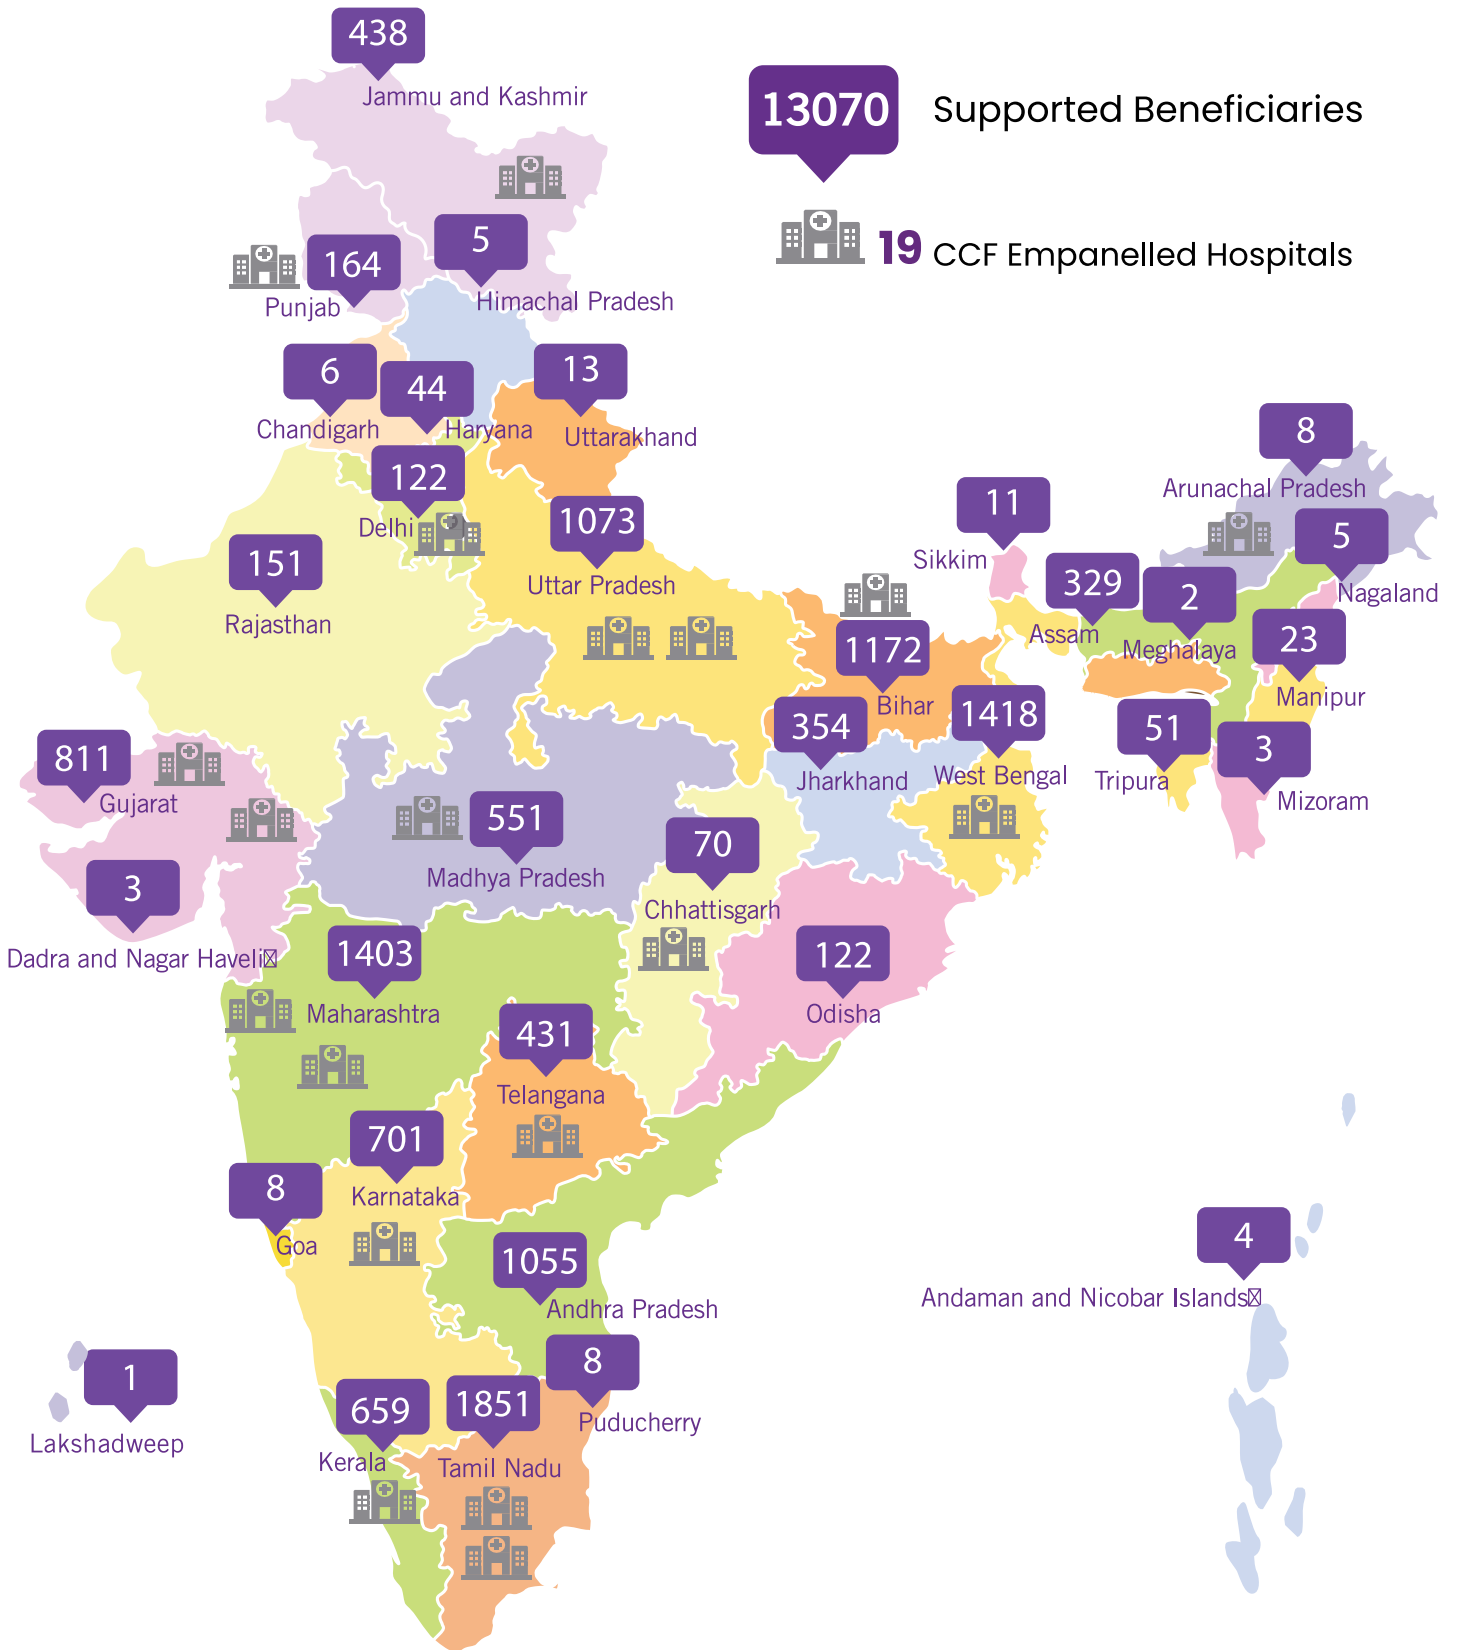 438
Jammu and Kashmir
13070 Supported Beneficiaries
19 CCF Empanelled Hospitals
164
Punjab
5
Himachal Pradesh
6
Chandigarh
44
Haryana
13
Uttarakhand
122
Delhi
1073
Uttar Pradesh
151
Rajasthan
8
Arunachal Pradesh
11
Sikkim
5
Nagaland
329
Assam
2
Meghalaya
23
Manipur
1172
Bihar
354
Jharkhand
1418
West Bengal
51
Tripura
3
Mizoram
811
Gujarat
551
Madhya Pradesh
70
Chhattisgarh
3
Dadra and Nagar Haveli
1403
Maharashtra
122
Odisha
431
Telangana
701
Karnataka
8
Goa
1055
Andhra Pradesh
4
Andaman and Nicobar Islands
8
Puducherry
1
Lakshadweep
659
Kerala
1851
Tamil Nadu